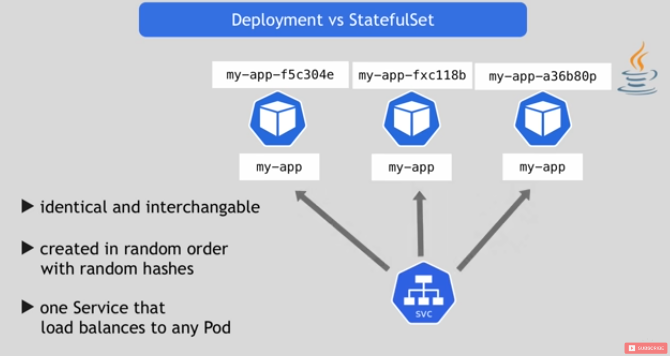 Deployment vs StatefulSet
my-app-f5c304e
my-app-fxc118b
my-app-a36b80p
my-app
my-app
my-app
▶ identical and interchangable
▶ created in random order
with random hashes
▶ one Service that
load balances to any Pod
svc
SUBSCRIBE